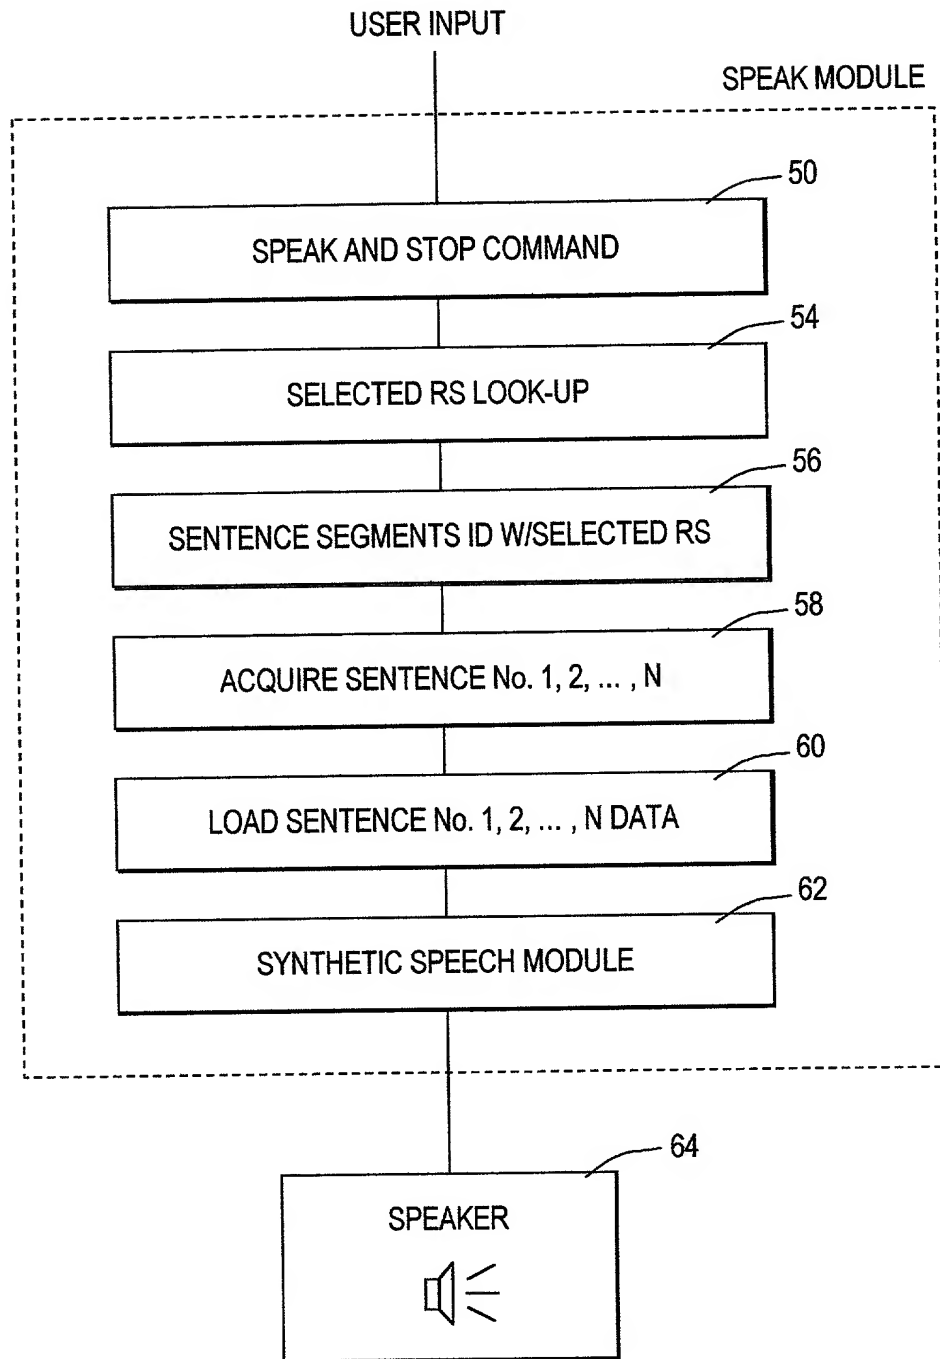 USER INPUT
SPEAK MODULE
50
SPEAK AND STOP COMMAND
54
SELECTED RS LOOK-UP
56
SENTENCE SEGMENTS ID W/SELECTED RS
58
ACQUIRE SENTENCE No. 1, 2, ... , N
60
LOAD SENTENCE No. 1, 2, ... , N DATA
62
SYNTHETIC SPEECH MODULE
64
SPEAKER